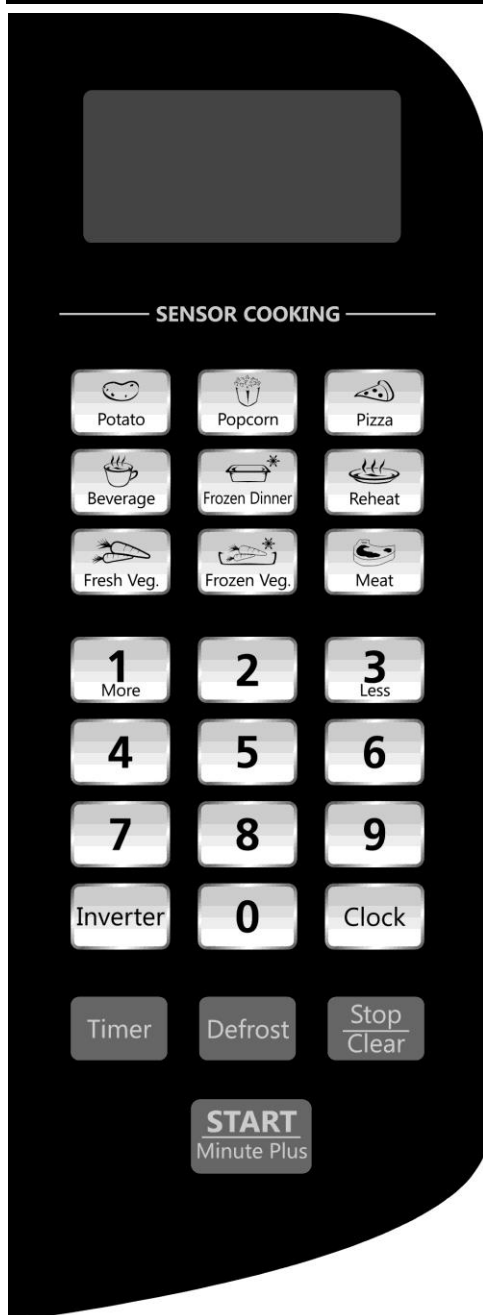 SENSOR COOKING
Potato Popcorn Pizza
Beverage Frozen Dinner Reheat
Fresh Veg. Frozen Veg. Meat
1 2 3
More Less
4 5 6
7 8 9
Inverter 0 Clock
Timer Defrost Stop
Clear
START
Minute Plus